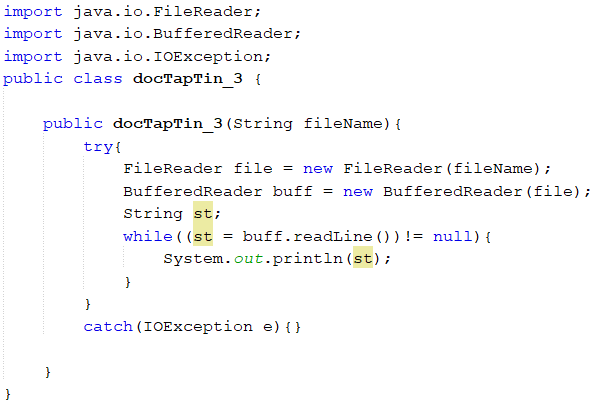 import java.io.FileReader;
import java.io.BufferedReader;
import java.io.IOException;
public class docTapTin_3 {
public docTapTin_3(String fileName){
try{
FileReader file = new FileReader(fileName);
BufferedReader buff = new BufferedReader(file);
String st;
while((st = buff.readLine())!= null){
System.out.println(st);
}
}
catch(IOException e){}
}
}